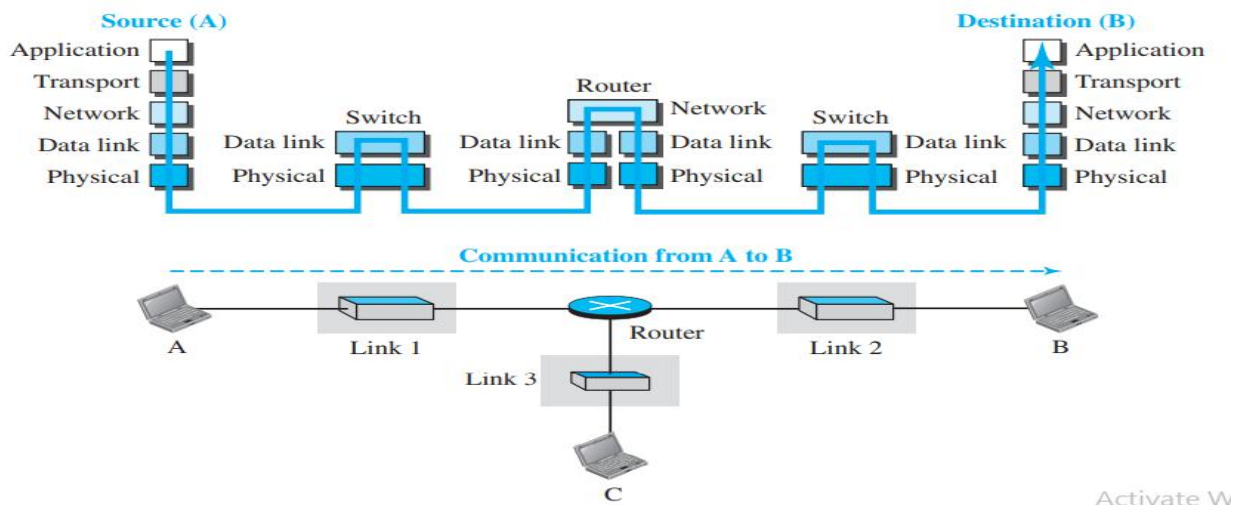 Source (A)
Destination (B)
Application
Application
Transport
Transport
Router
Network
Network
Network
Switch
Switch
Data link
Data link
Data link
Data link
Data link
Data link
Physical
Physical
Physical
Physical
Physical
Physical
Communication from A to B
Router
A
Link 1
Link 2
B
Link 3
C
Activate W